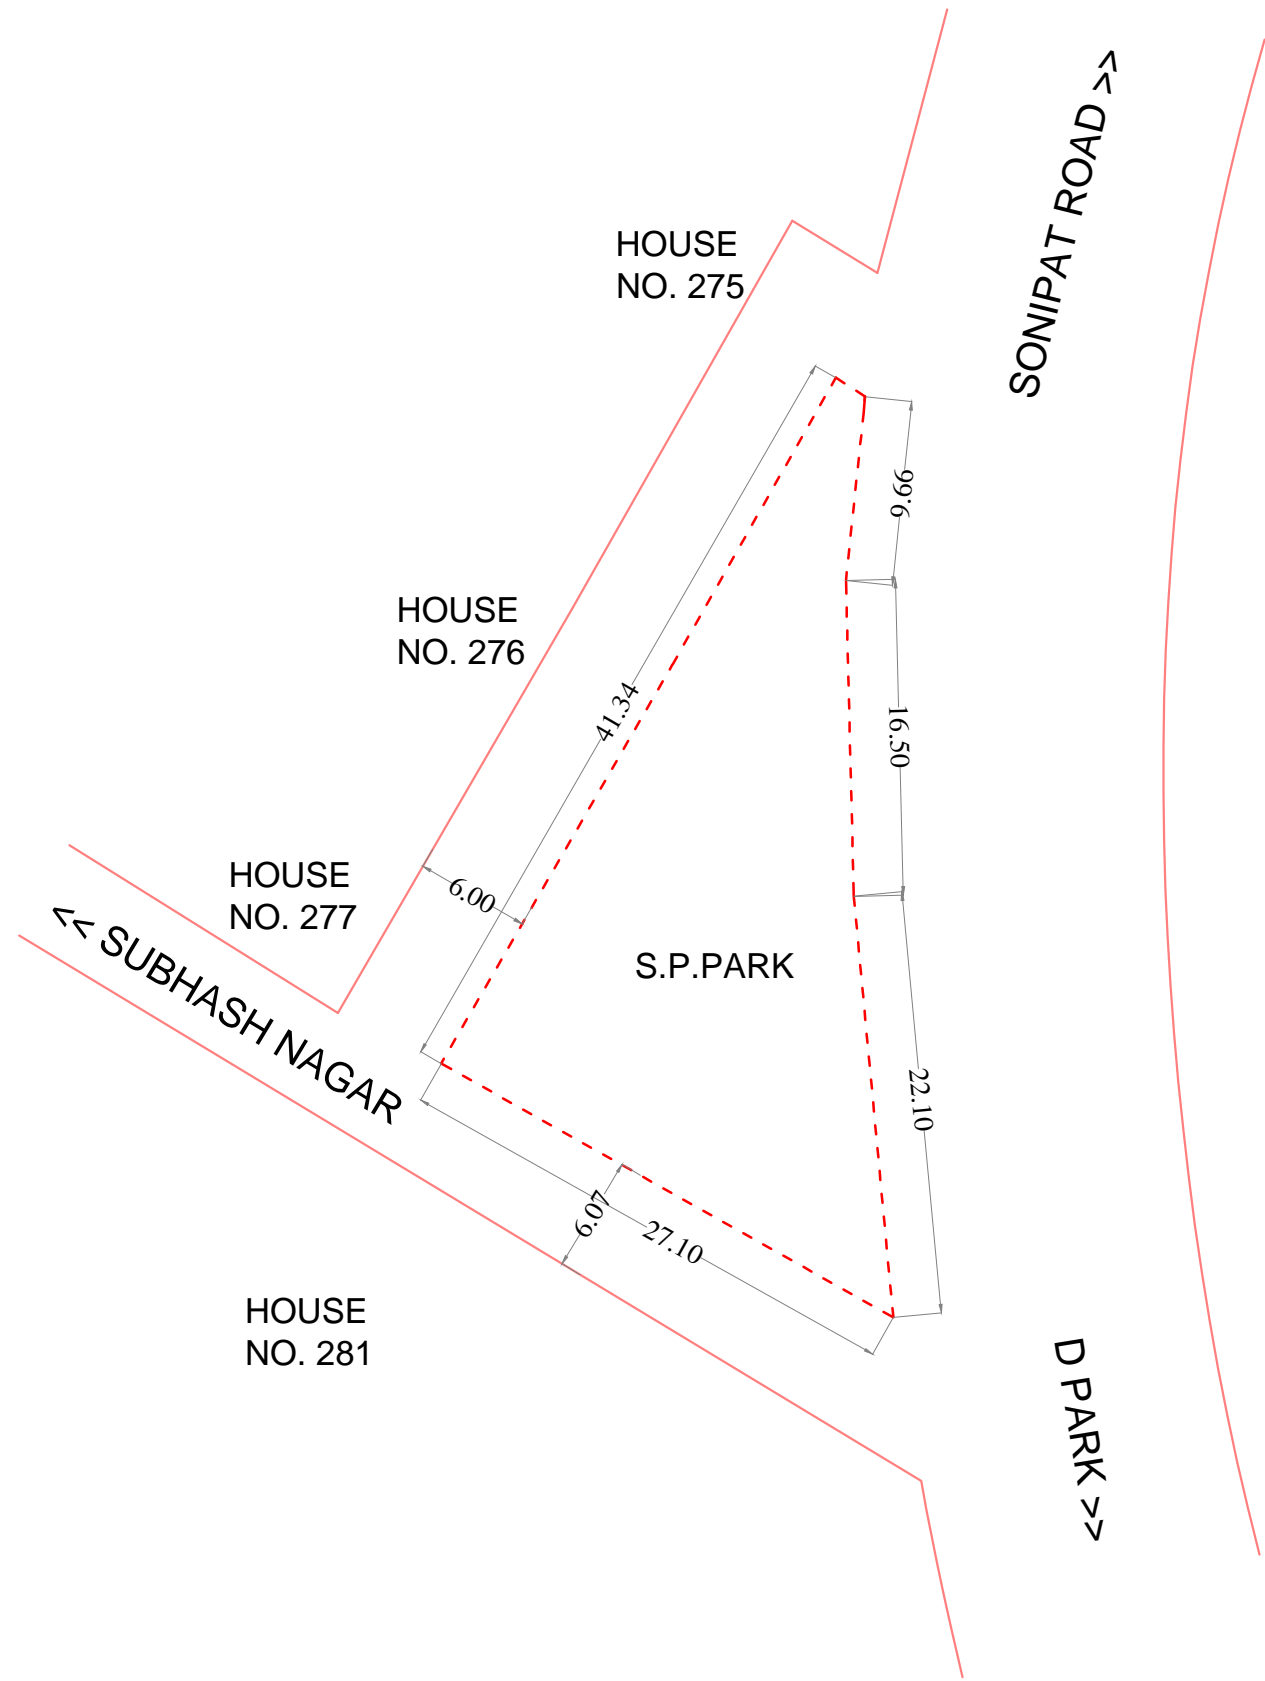 SONIPAT ROAD >>
HOUSE
NO. 275
9.66
HOUSE
NO. 276
41.34
16.50
HOUSE
NO. 277
6.00
<< SUBHASH NAGAR
S.P.PARK
22.10
6.07
27.10
HOUSE
NO. 281
D PARK >>